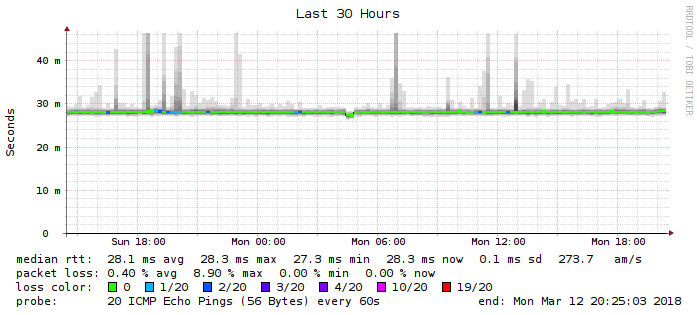 Last 30 Hours
RRDTOOL / TOBI OETIKER
Seconds
40 m
30 m
20 m
10 m
0
Sun 18:00 Mon 00:00 Mon 06:00 Mon 12:00 Mon 18:00
median rtt: 28.1 ms avg 28.3 ms max 27.3 ms min 28.3 ms now 0.1 ms sd 273.7 am/s
packet loss: 0.40 % avg 8.90 % max 0.00 % min 0.00 % now
loss color: 0 1/20 2/20 3/20 4/20 10/20 19/20
probe: 20 ICMP Echo Pings (56 Bytes) every 60s end: Mon Mar 12 20:25:03 2018